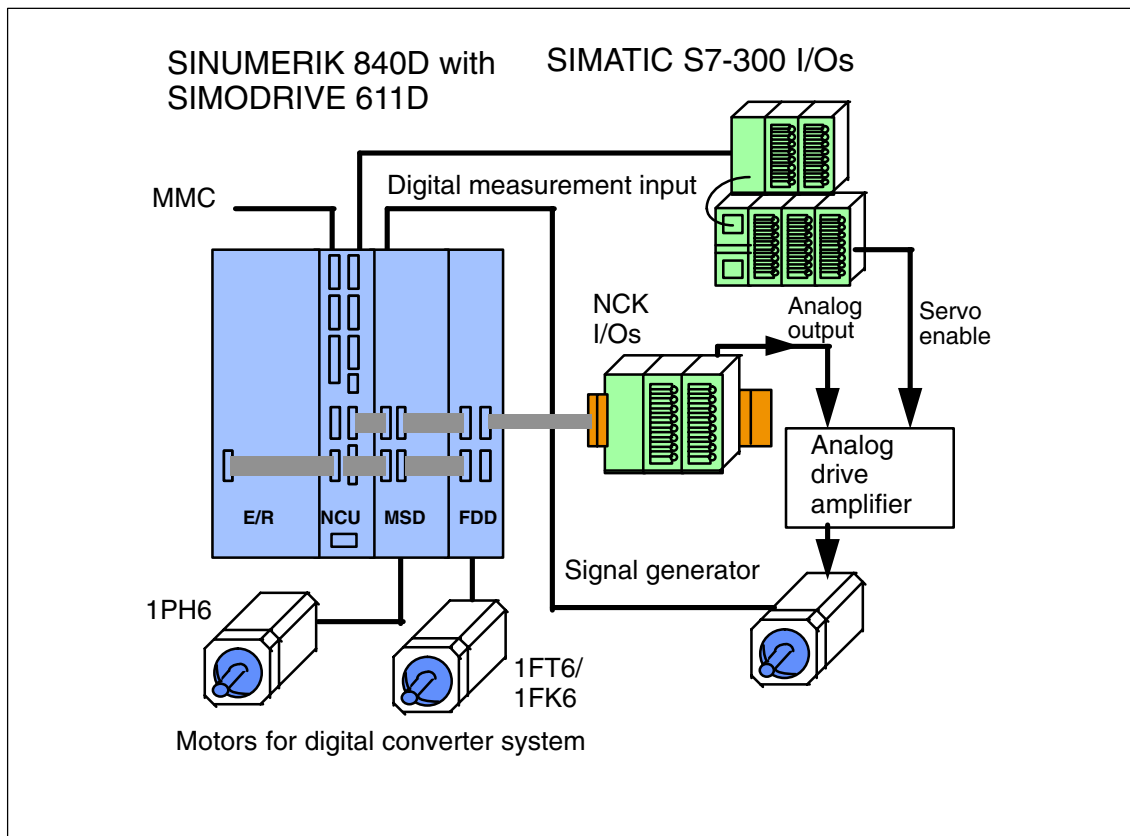 SINUMERIK 840D with
SIMODRIVE 611D
SIMATIC S7-300 I/Os
MMC
Digital measurement input
NCK
I/Os
Analog
output
Servo
enable
Analog
drive
amplifier
E/R
NCU
MSD
FDD
Signal generator
1PH6
1FT6/
1FK6
Motors for digital converter system